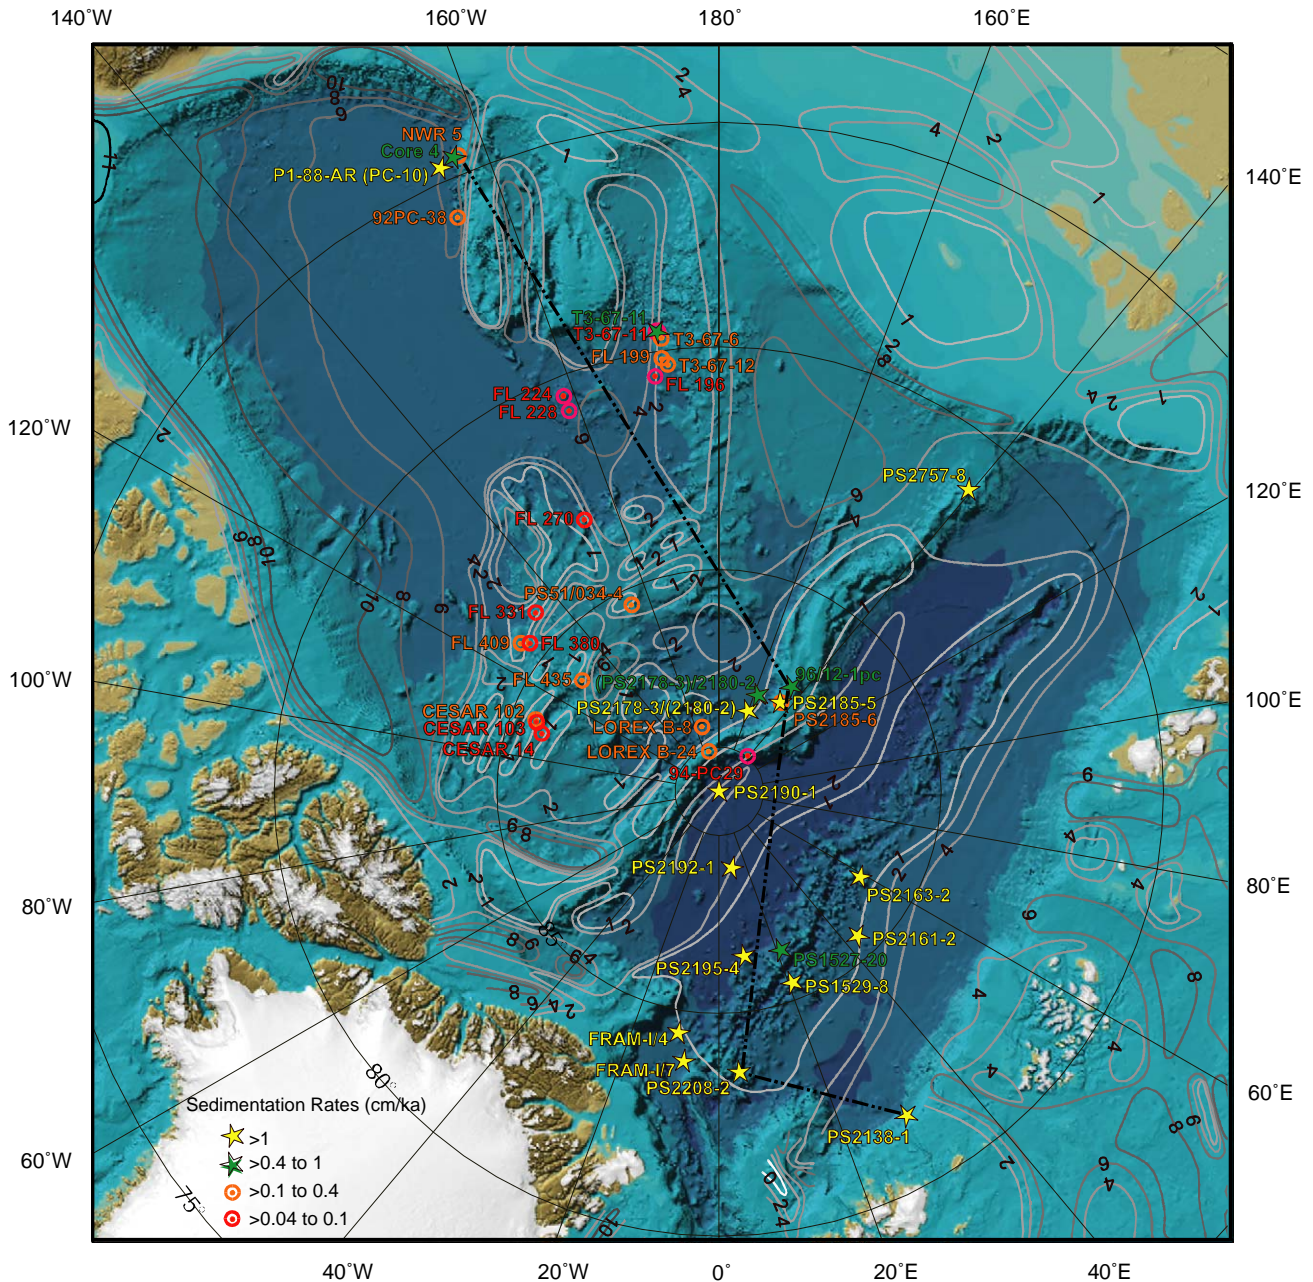 140°W
160°W
180°
160°E
140°E
120°E
100°E
80°E
60°E
40°E
20°E
0°
20°W
40°W
60°W
80°W
100°W
120°W
NWR 5
Core 4
P1-88-AR (PC-10)
92PC-38
T3-67-11
T3-67-11
T3-67-6
FL 199
T3-67-12
FL 196
FL 224
FL 228
PS2757-8
FL 270
PS51/034-4
FL 331
FL 409
FL 380
FL 435
(PS2178-3)/2180-2
96/12-1pc
PS2178-3/(2180-2)
PS2185-5
PS2185-6
CESAR 102
CESAR 103
CESAR 14
LOREX B-8
LOREX B-24
94-PC29
PS2190-1
PS2192-1
PS2163-2
PS2161-2
PS2195-4
PS1527-20
PS1529-8
FRAM-I/4
FRAM-I/7
PS2208-2
PS2138-1
85°
80°
75°
Sedimentation Rates (cm/ka)
>1
>0.4 to 1
>0.1 to 0.4
>0.04 to 0.1